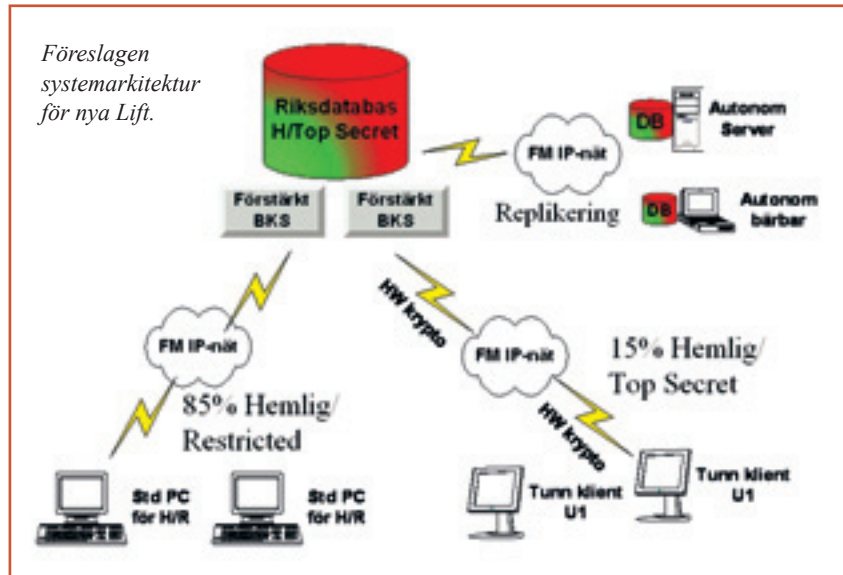 Föreslagen
systemarkitektur
för nya Lift.
Riksdatabas
H/Top Secret
Förstärkt
BKS
Förstärkt
BKS
FM IP-nät
Replikering
DB
Autonom
Server
DB
Autonom
bärbar
HW krypto
FM IP-nät
85% Hemlig/
Restricted
FM IP-nät
15% Hemlig/
Top Secret
HW krypto
Std PC
för H/R
Std PC
för H/R
Tunn klient
U1
Tunn klient
U1